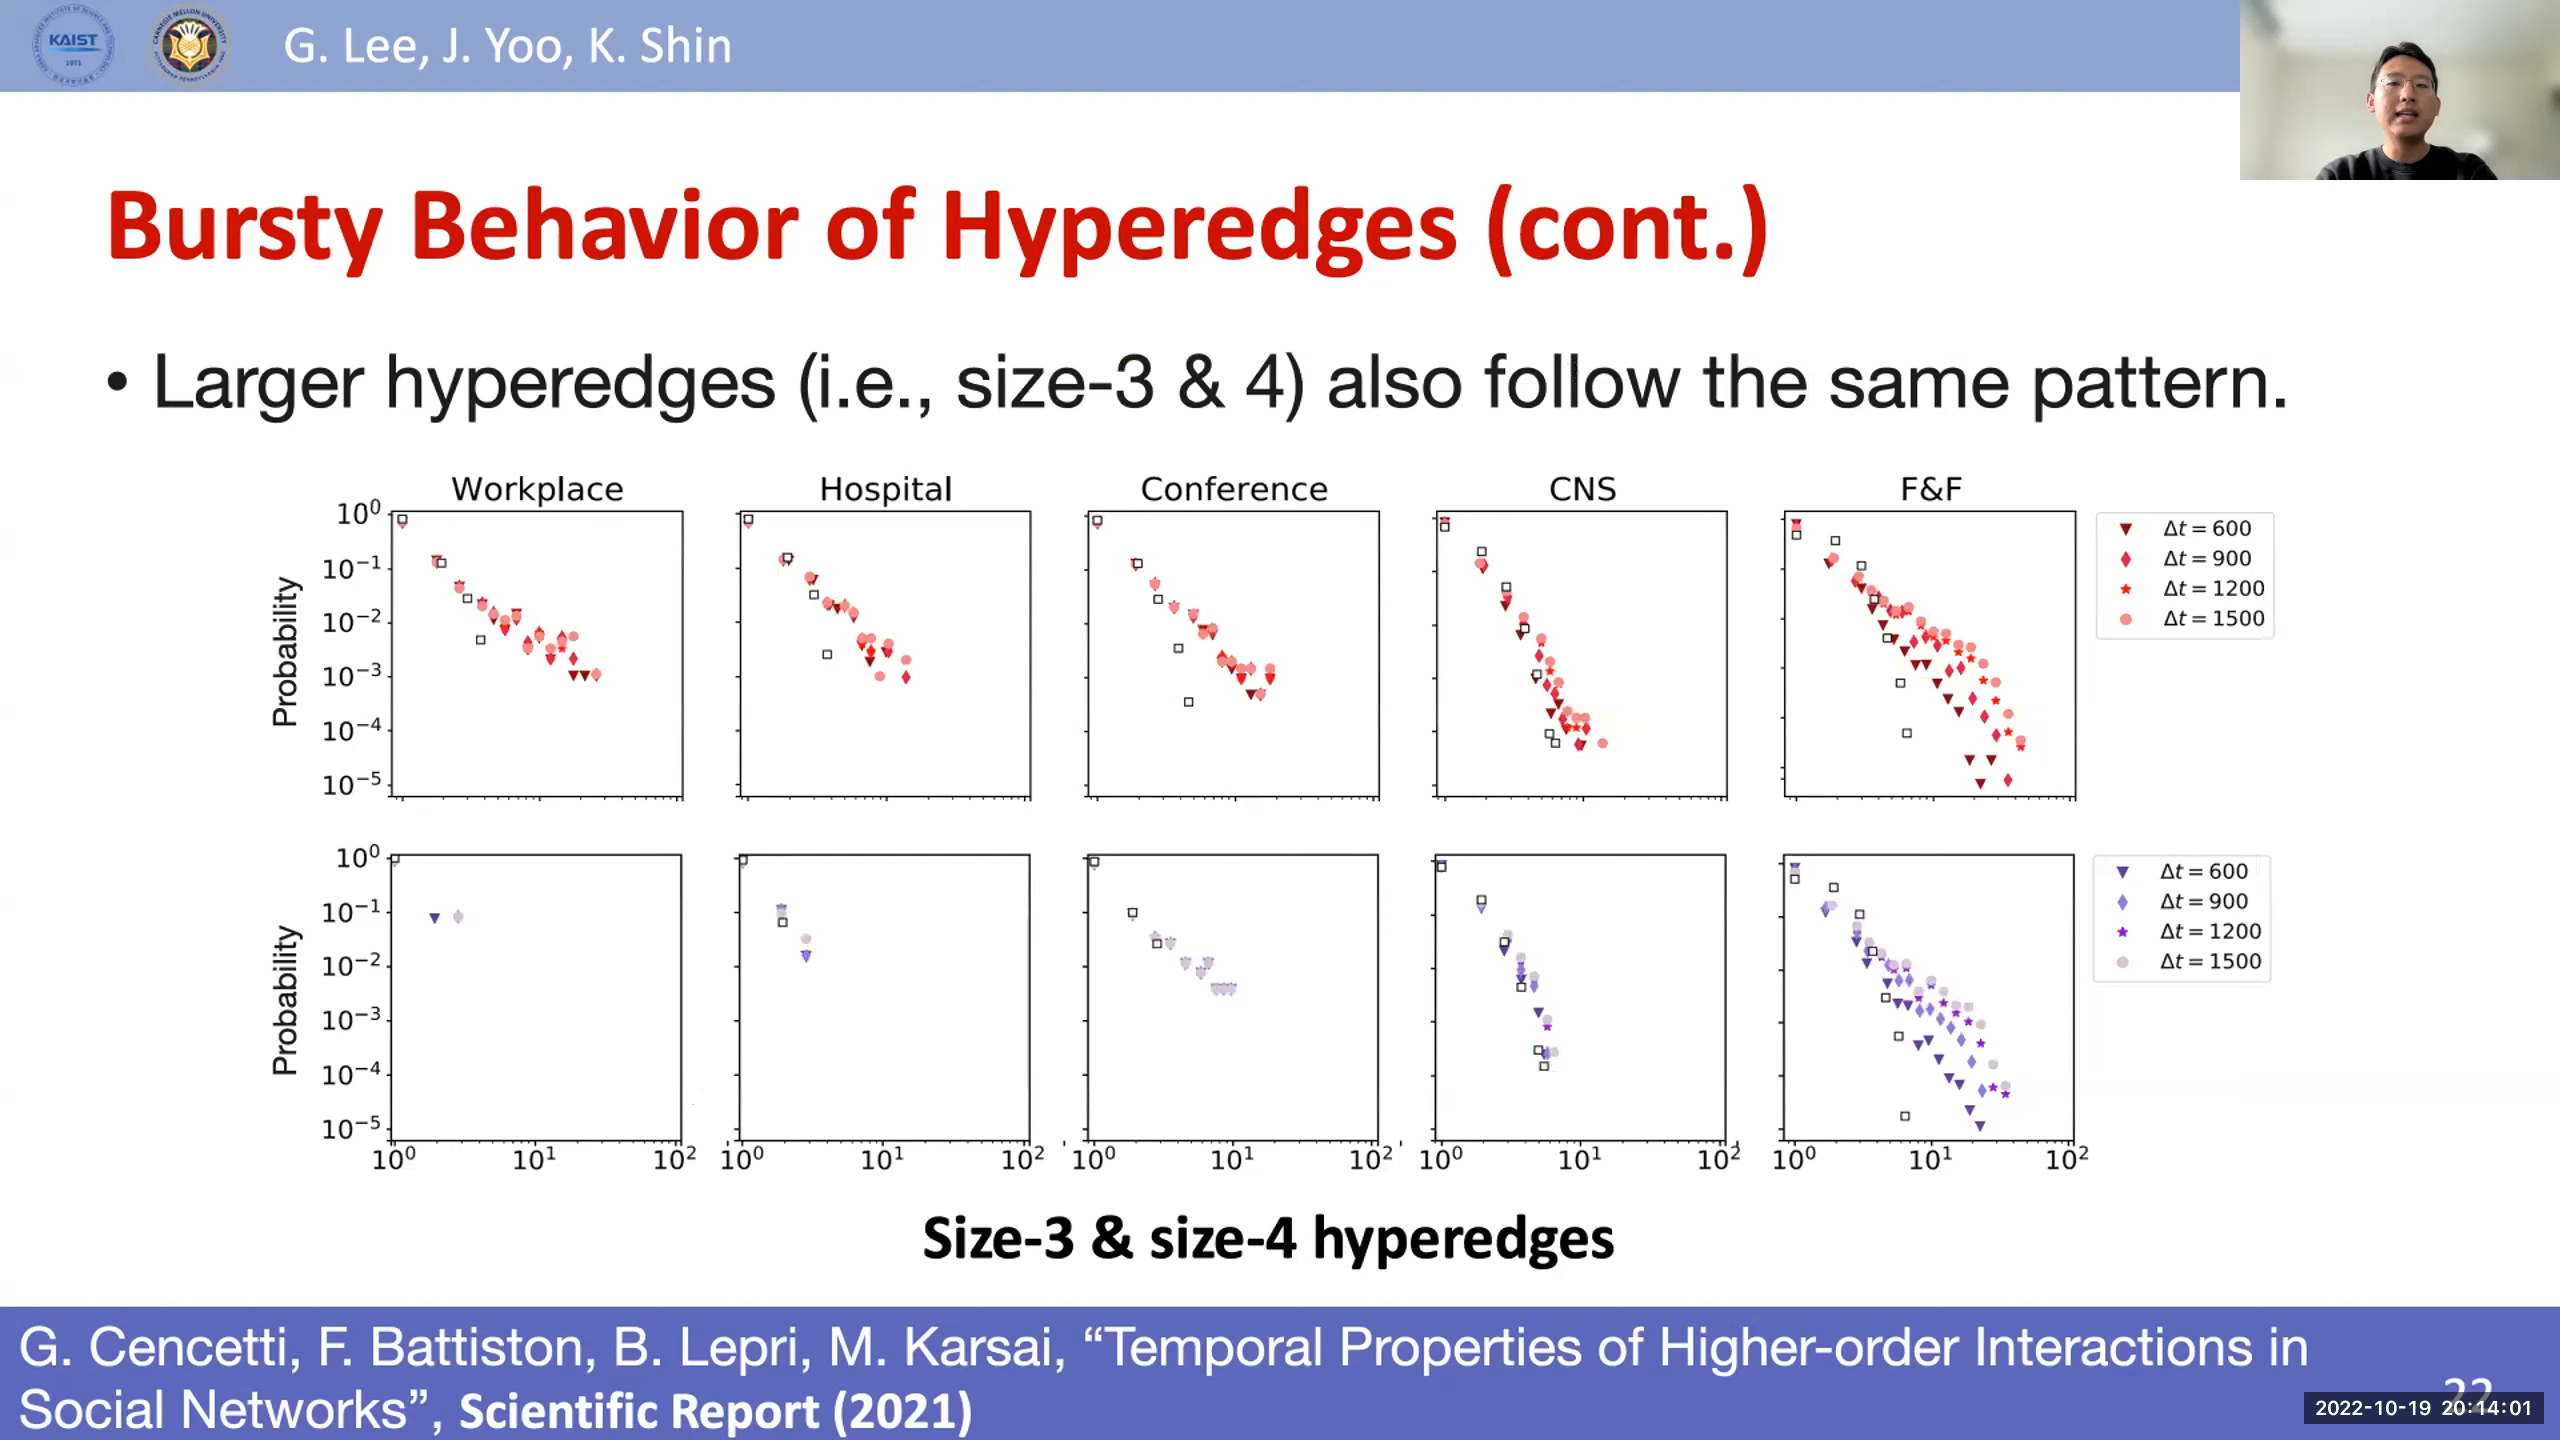 KAIST
1971
G. Lee, J. Yoo, K. Shin
Bursty Behavior of Hyperedges (cont.)
• Larger hyperedges (i.e., size-3 & 4) also follow the same pattern.
Workplace Hospital Conference CNS F&F
Probability
10⁰
10⁻¹
10⁻²
10⁻³
10⁻⁴
10⁻⁵
Δt = 600
Δt = 900
Δt = 1200
Δt = 1500
Probability
10⁰
10⁻¹
10⁻²
10⁻³
10⁻⁴
10⁻⁵
10⁰ 10¹ 10² 10⁰ 10¹ 10² 10⁰ 10¹ 10² 10⁰ 10¹ 10² 10⁰ 10¹ 10²
Δt = 600
Δt = 900
Δt = 1200
Δt = 1500
Size-3 & size-4 hyperedges
G. Cencetti, F. Battiston, B. Lepri, M. Karsai, “Temporal Properties of Higher-order Interactions in
Social Networks”, Scientific Report (2021)
22
2022-10-19 20:14:01